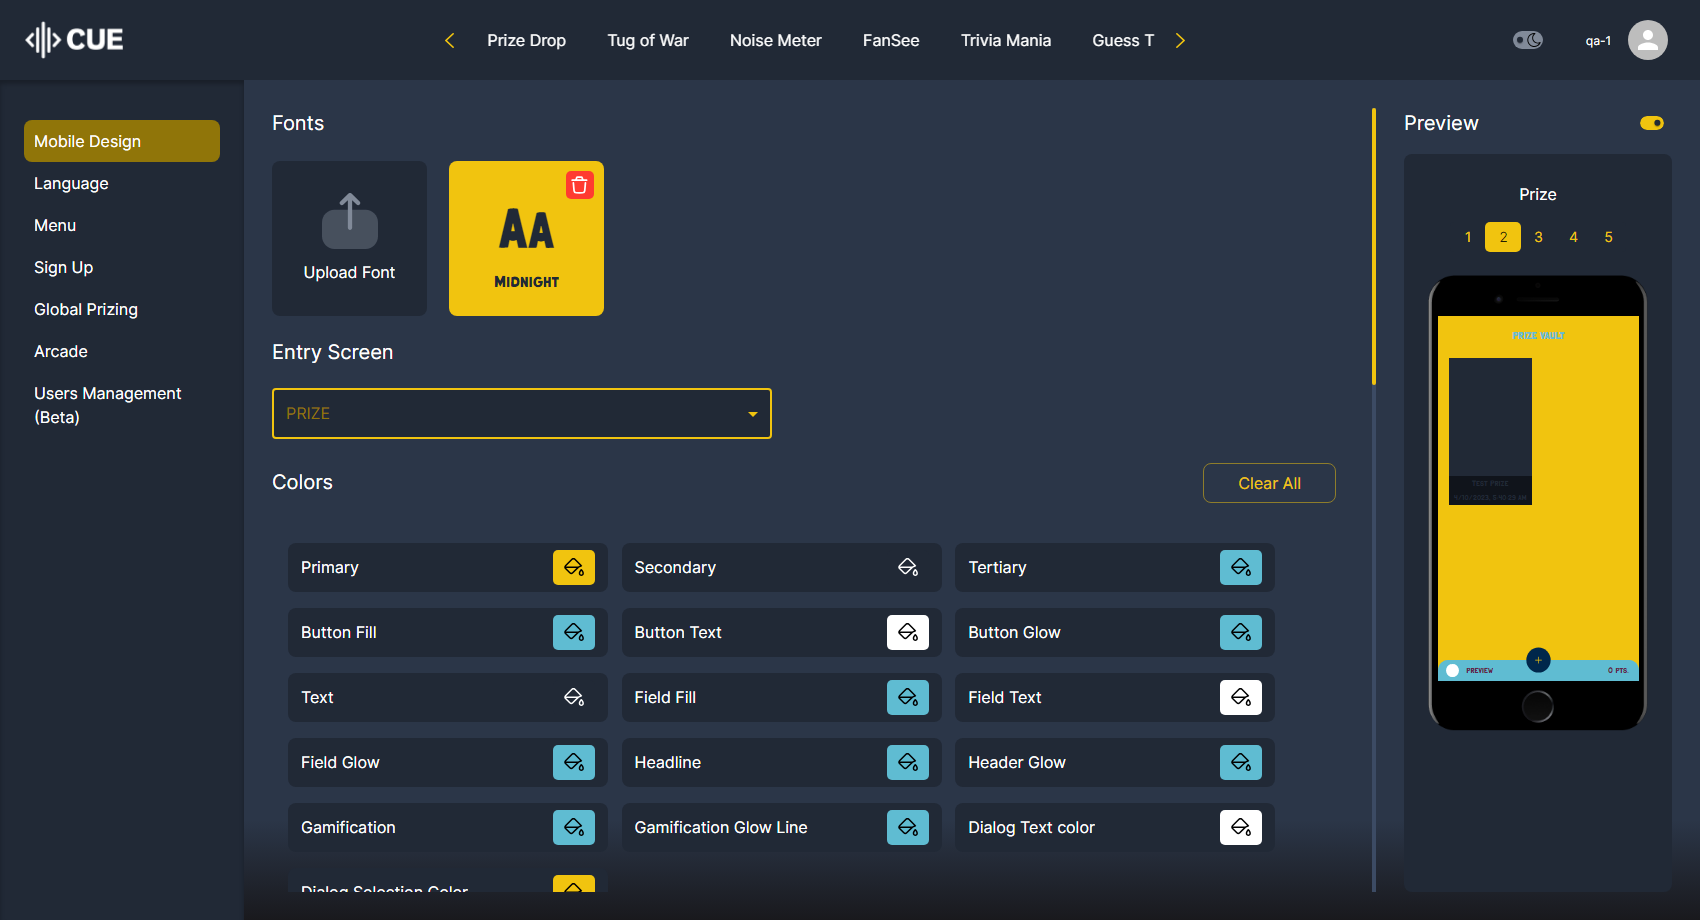 CUE
Prize Drop
Tug of War
Noise Meter
FanSee
Trivia Mania
Guess T
qa-1
Mobile Design
Language
Menu
Sign Up
Global Prizing
Arcade
Users Management
(Beta)
Fonts
Upload Font
AA
MIDNIGHT
Entry Screen
PRIZE
Colors
Clear All
Primary
Secondary
Tertiary
Button Fill
Button Text
Button Glow
Text
Field Fill
Field Text
Field Glow
Headline
Header Glow
Gamification
Gamification Glow Line
Dialog Text color
Dialog Selection Color
Preview
Prize
1 2 3 4 5
PRIZE VAULT
TEST PRIZE
PREVIEW
+
0 PTS